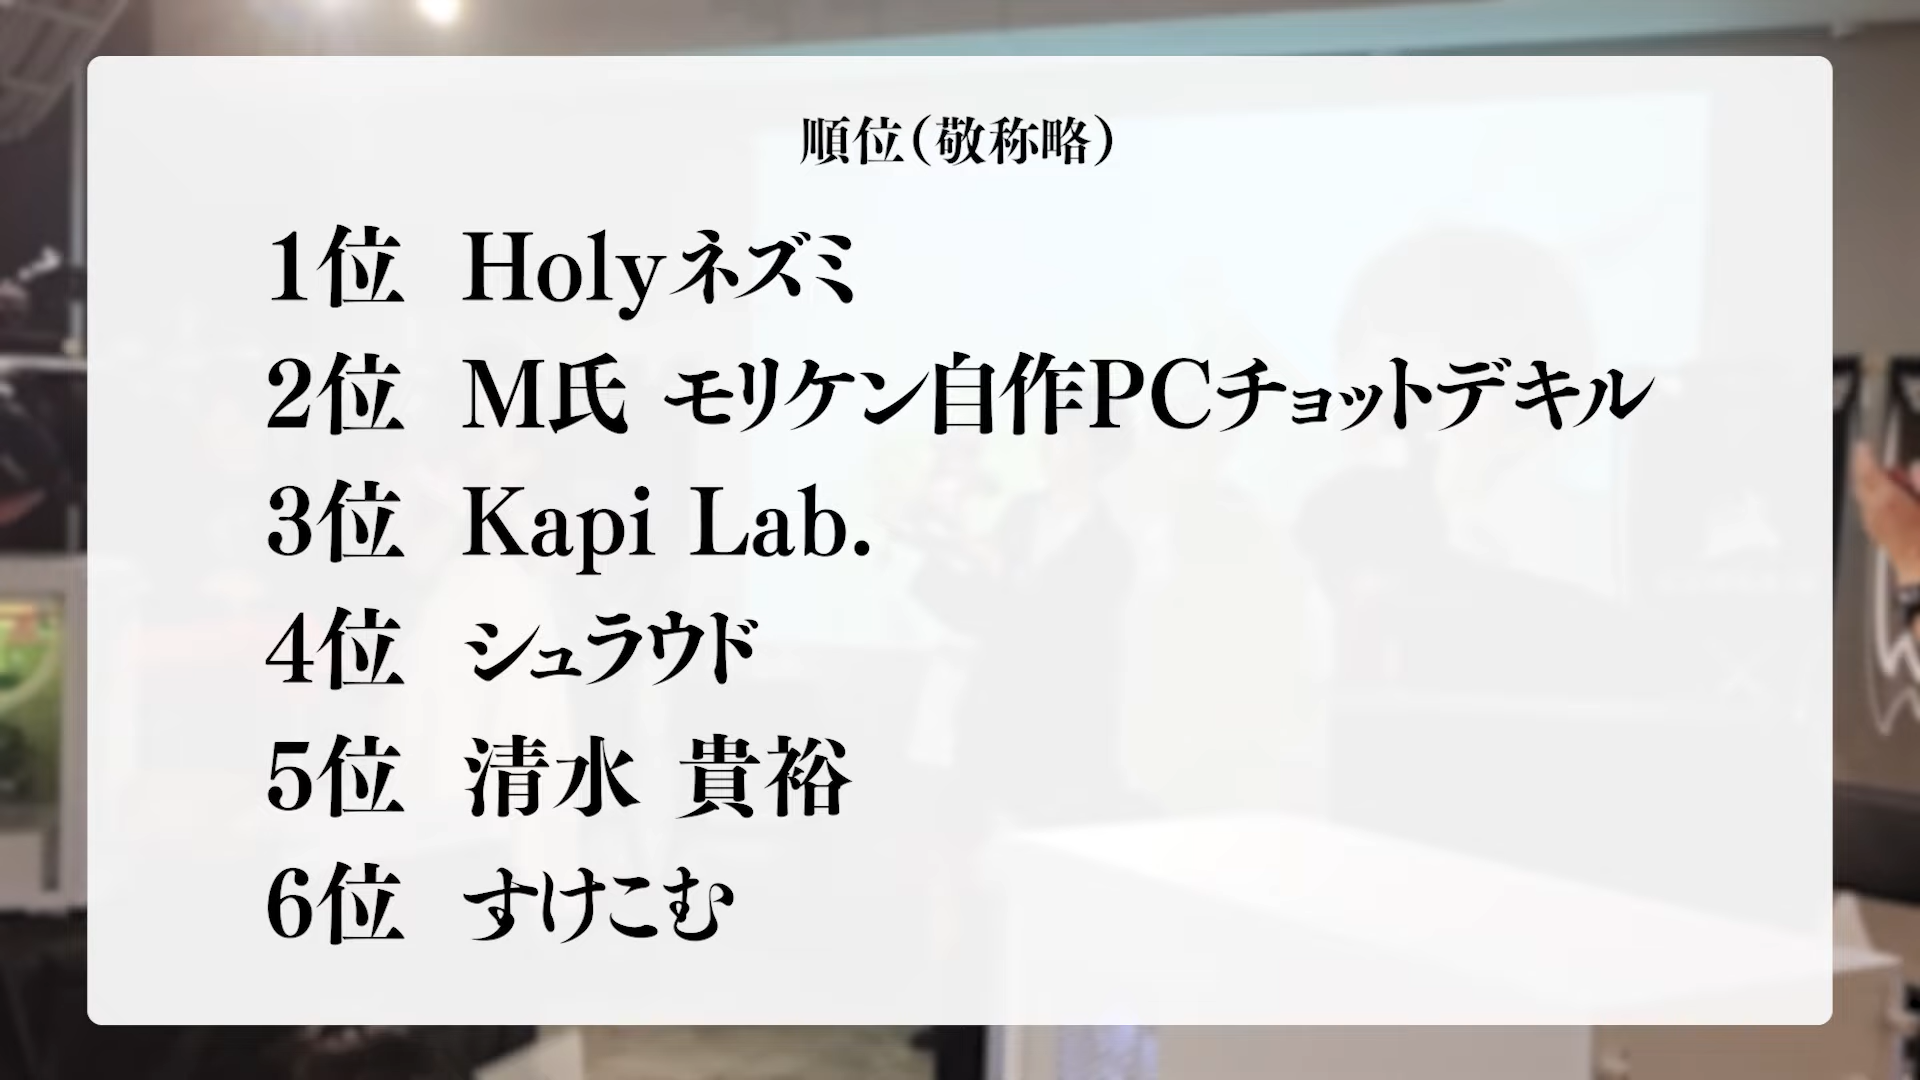 順位（敬称略）
1位 Holyネズミ
2位 M氏 モリケン自作PCチョットデキル
3位 Kapi Lab.
4位 シュラウド
5位 清水 貴裕
6位 すけこむ